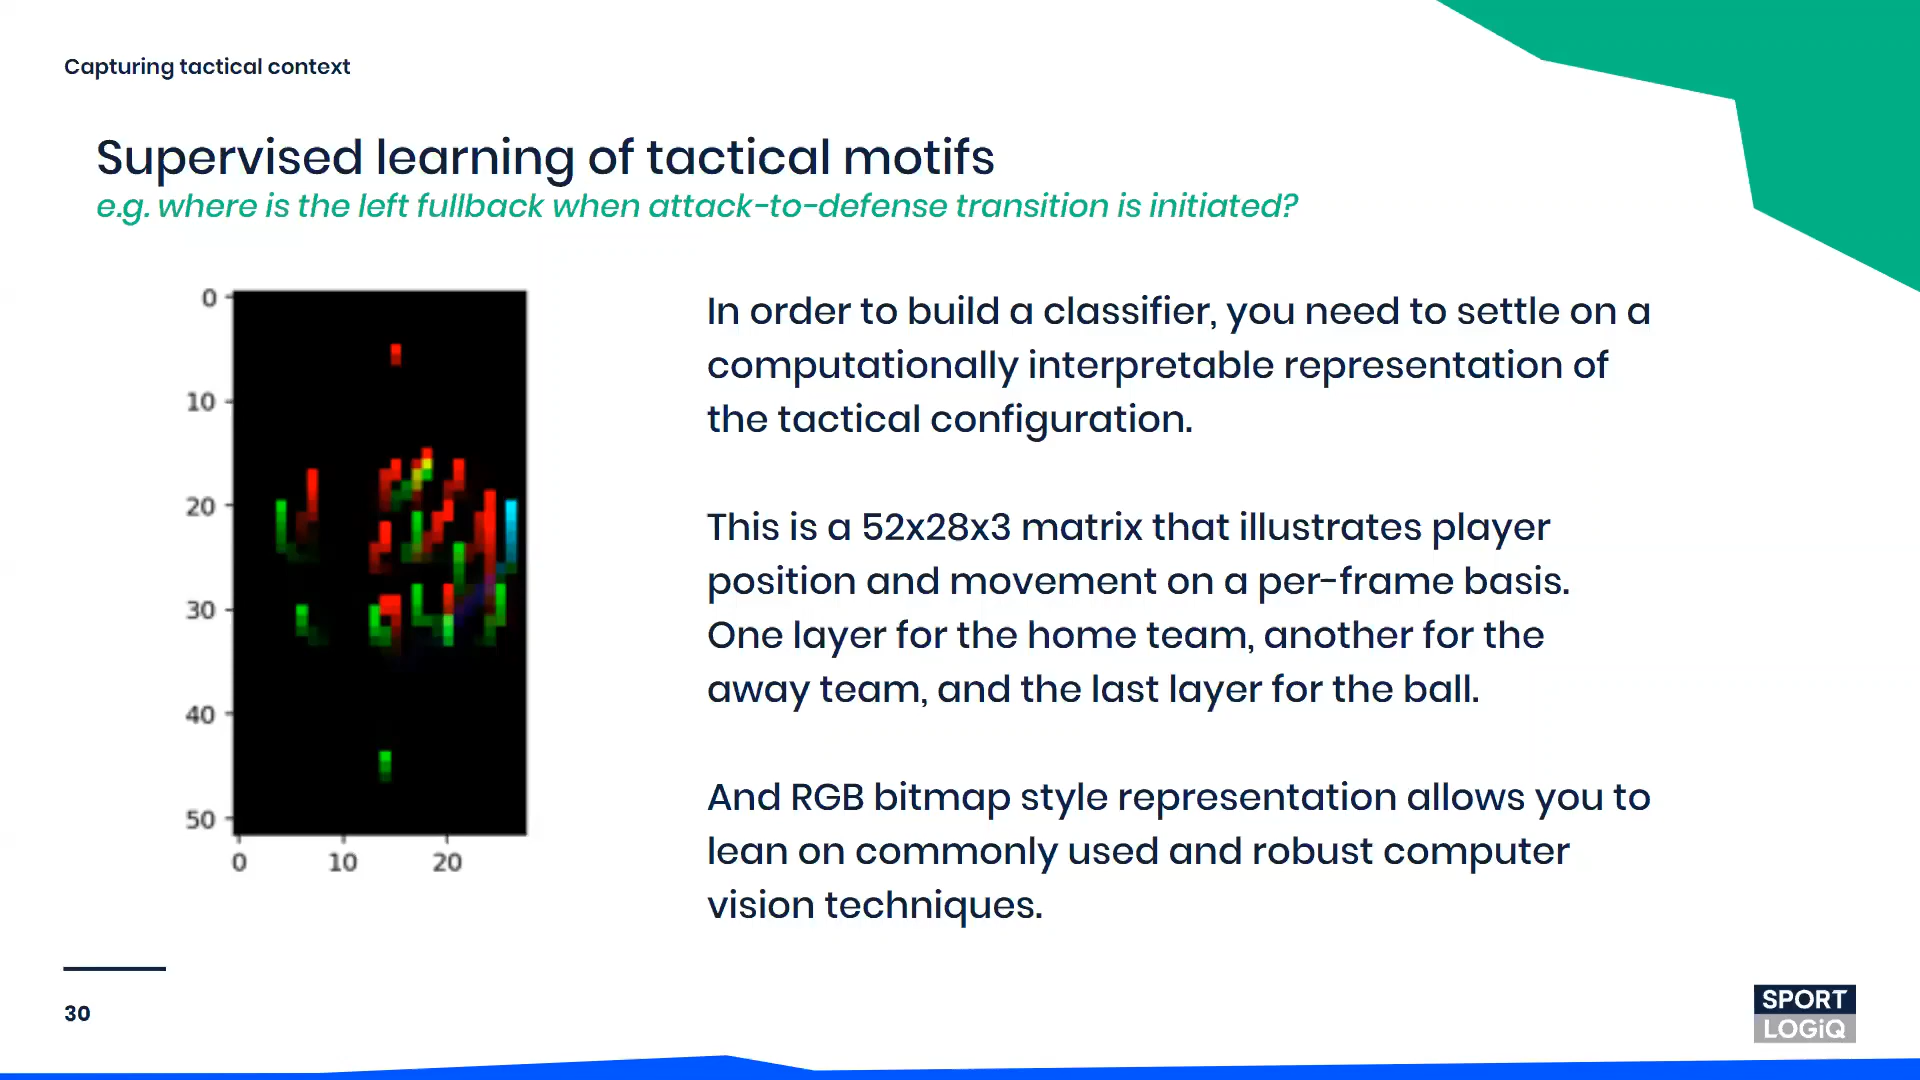 Capturing tactical context
Supervised learning of tactical motifs
e.g. where is the left fullback when attack-to-defense transition is initiated?
0
10
20
30
40
50
0 10 20
In order to build a classifier, you need to settle on a
computationally interpretable representation of
the tactical configuration.
This is a 52x28x3 matrix that illustrates player
position and movement on a per-frame basis.
One layer for the home team, another for the
away team, and the last layer for the ball.
And RGB bitmap style representation allows you to
lean on commonly used and robust computer
vision techniques.
30
SPORT
LOGiQ